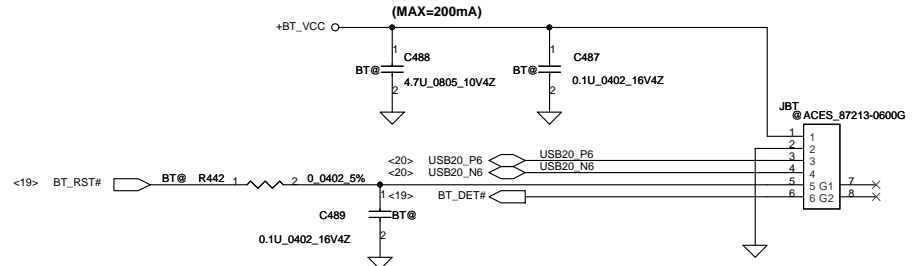 (MAX=200mA)
+BT_VCC
1
C488
BT@
4.7U_0805_10V4Z
2
1
C487
BT@
0.1U_0402_16V4Z
2
JBT
@ACES_87213-0600G
1 1
2 2
<20> USB20_P6 USB20_P6 3 3
<20> USB20_N6 USB20_N6 4 4
<19> BT_RST# BT@ R442 1 2 0_0402_5% 5 5 G1 7
<19> BT_DET# 6 6 G2 8
1
C489
BT@
2
0.1U_0402_16V4Z